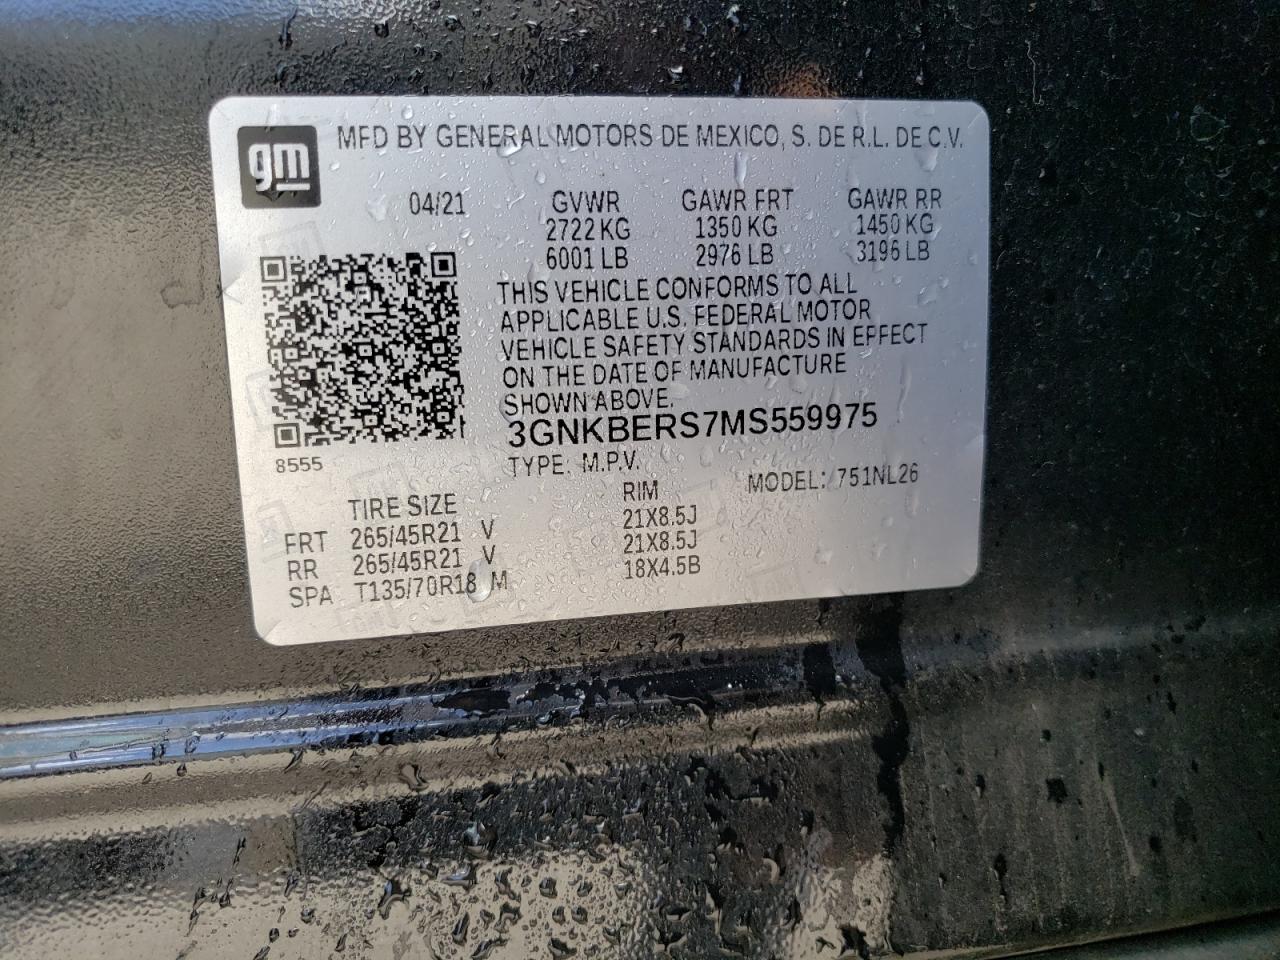 gm MFD BY GENERAL MOTORS DE MEXICO, S. DE R.L. DE C.V.
04/21 GVWR GAWR FRT GAWR RR
2722 KG 1350 KG 1450 KG
6001 LB 2976 LB 3196 LB
THIS VEHICLE CONFORMS TO ALL
APPLICABLE U.S. FEDERAL MOTOR
VEHICLE SAFETY STANDARDS IN EFFECT
ON THE DATE OF MANUFACTURE
SHOWN ABOVE.
3GNKBERS7MS559975
8555 TYPE: M.P.V. MODEL: 751NL26
TIRE SIZE RIM
FRT 265/45R21 V 21X8.5J
RR 265/45R21 V 21X8.5J
SPA T135/70R18 M 18X4.5B